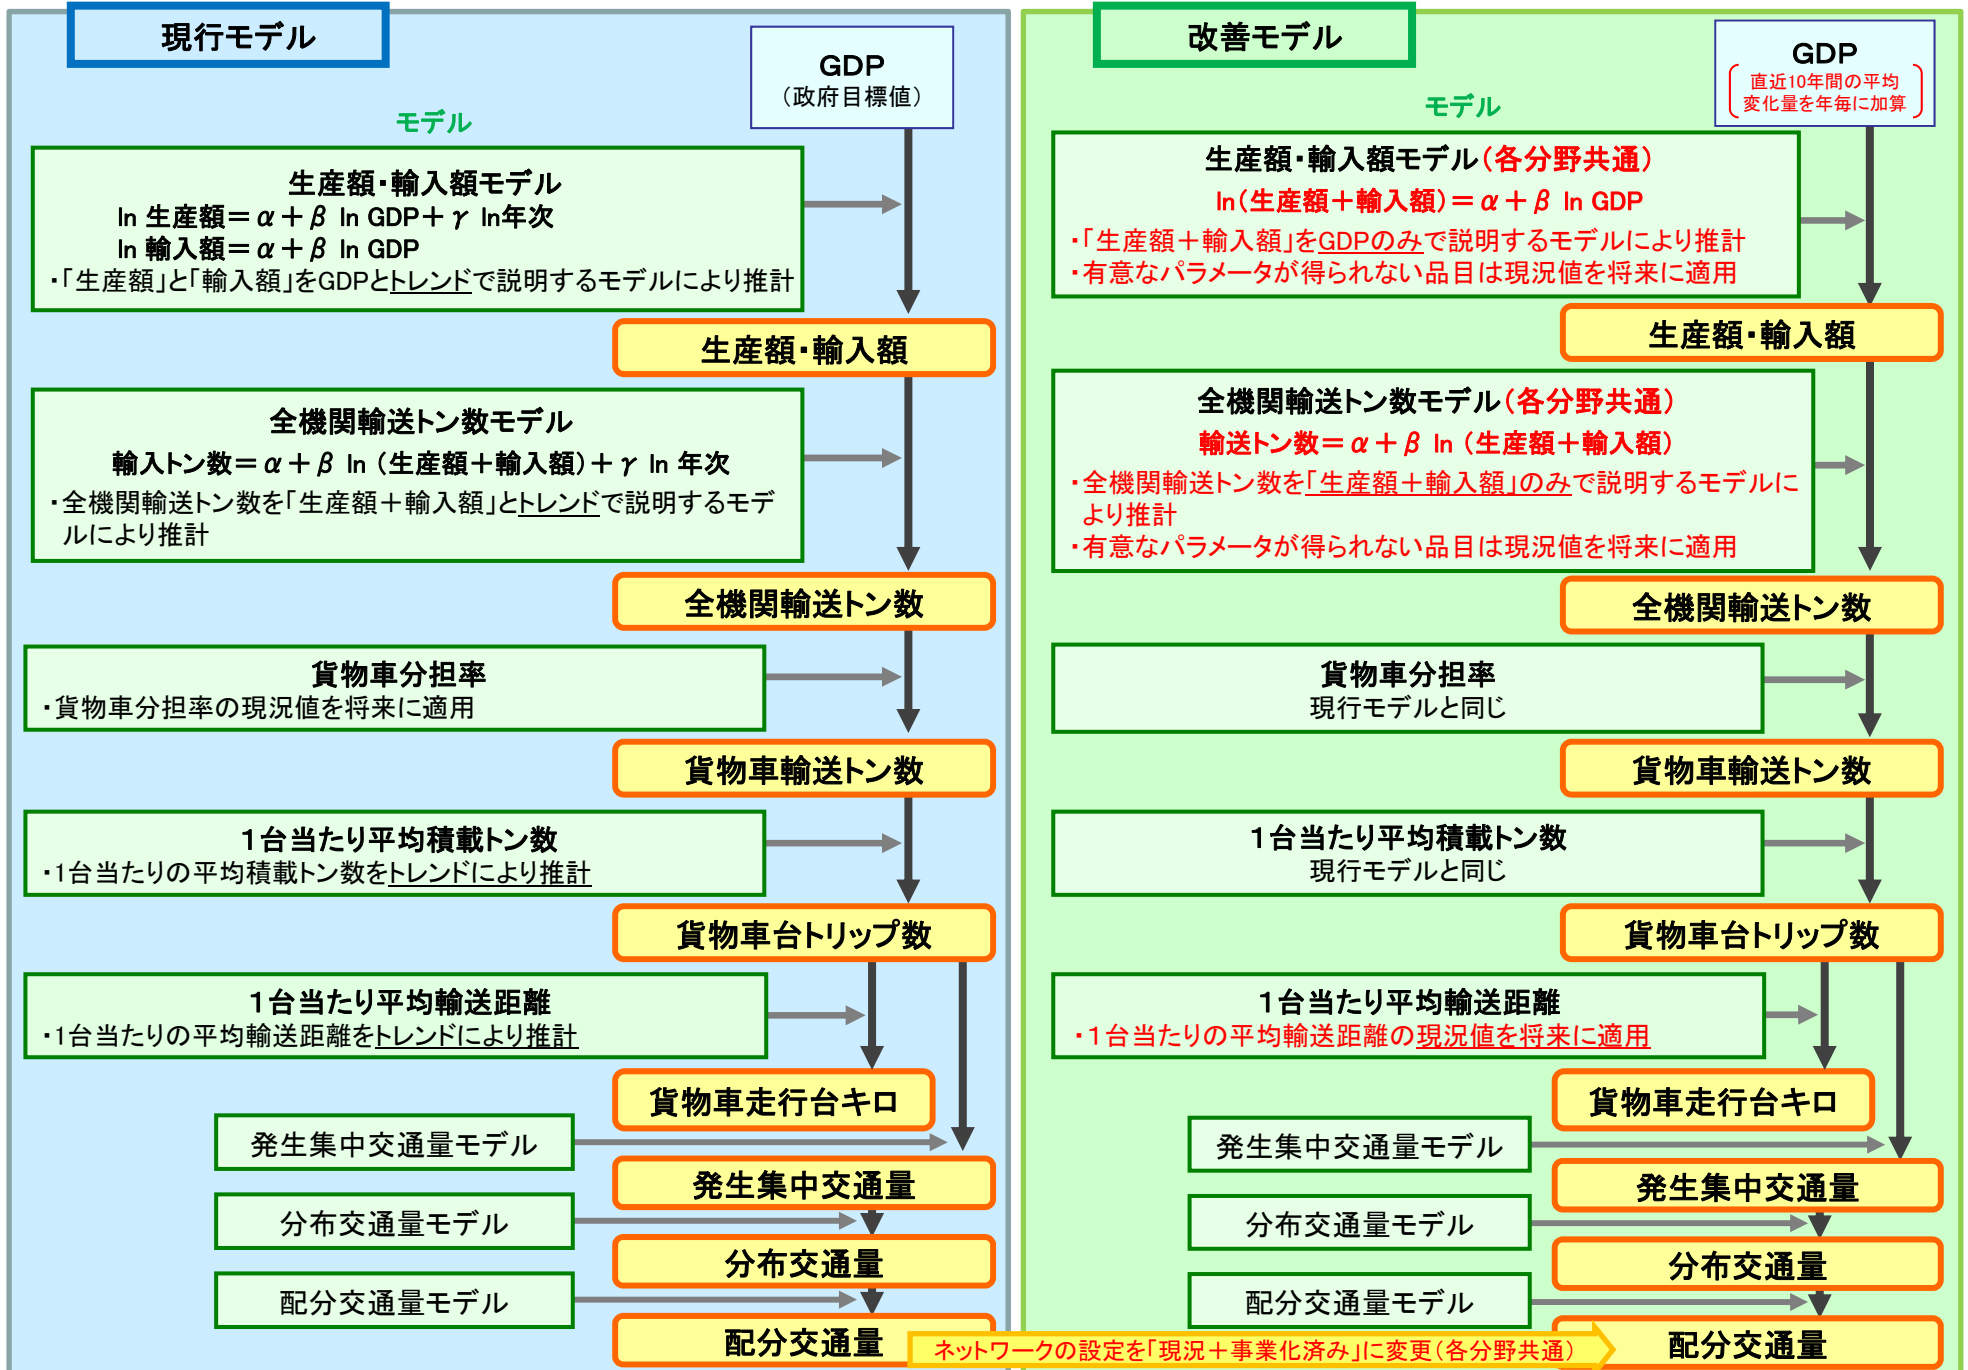 現行モデル
GDP
（政府目標値）
モデル
生産額・輸入額モデル
ln 生産額＝α＋β ln GDP＋γ ln年次
ln 輸入額＝α＋β ln GDP
・「生産額」と「輸入額」をGDPとトレンドで説明するモデルにより推計
生産額・輸入額
全機関輸送トン数モデル
輸入トン数＝α＋β ln （生産額＋輸入額）＋γ ln 年次
・全機関輸送トン数を「生産額＋輸入額」とトレンドで説明するモデ
ルにより推計
全機関輸送トン数
貨物車分担率
・貨物車分担率の現況値を将来に適用
貨物車輸送トン数
１台当たり平均積載トン数
・1台当たりの平均積載トン数をトレンドにより推計
貨物車台トリップ数
１台当たり平均輸送距離
・1台当たりの平均輸送距離をトレンドにより推計
貨物車走行台キロ
発生集中交通量モデル
発生集中交通量
分布交通量モデル
分布交通量
配分交通量モデル
配分交通量
改善モデル
GDP
直近10年間の平均
変化量を年毎に加算
モデル
生産額・輸入額モデル（各分野共通）
ln（生産額＋輸入額）＝α＋β ln GDP
・「生産額＋輸入額」をGDPのみで説明するモデルにより推計
・有意なパラメータが得られない品目は現況値を将来に適用
生産額・輸入額
全機関輸送トン数モデル（各分野共通）
輸送トン数＝α＋β ln （生産額＋輸入額）
・全機関輸送トン数を「生産額＋輸入額」のみで説明するモデルに
より推計
・有意なパラメータが得られない品目は現況値を将来に適用
全機関輸送トン数
貨物車分担率
現行モデルと同じ
貨物車輸送トン数
１台当たり平均積載トン数
現行モデルと同じ
貨物車台トリップ数
１台当たり平均輸送距離
・１台当たりの平均輸送距離の現況値を将来に適用
貨物車走行台キロ
発生集中交通量モデル
発生集中交通量
分布交通量モデル
分布交通量
配分交通量モデル
配分交通量
ネットワークの設定を「現況＋事業化済み」に変更（各分野共通）